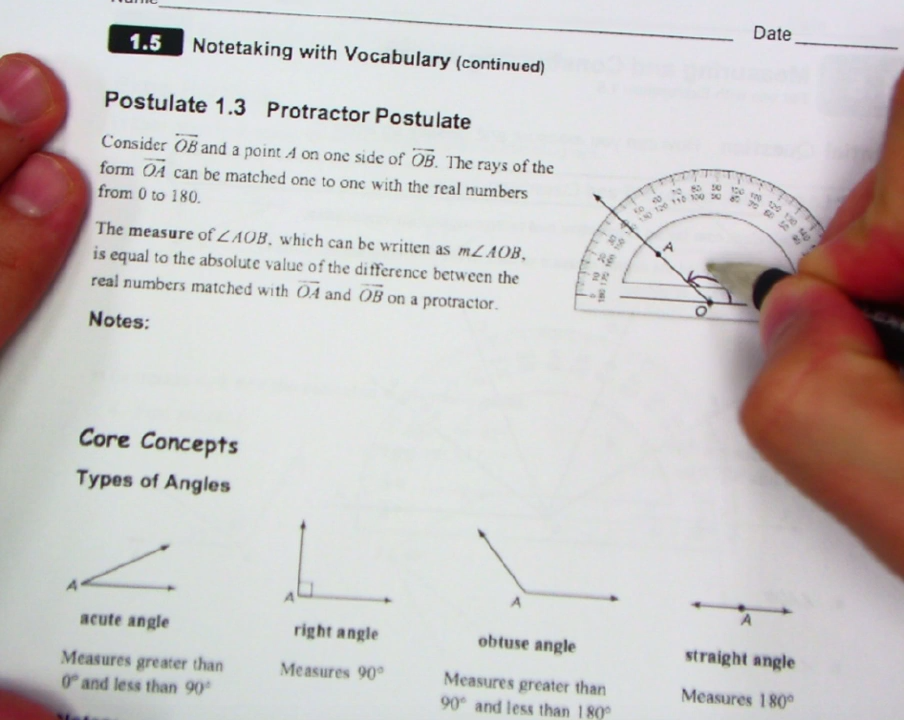 Name
Date
1.5 Notetaking with Vocabulary (continued)
Postulate 1.3 Protractor Postulate
Consider OB and a point A on one side of OB. The rays of the
form OA can be matched one to one with the real numbers
from 0 to 180.
The measure of ∠AOB, which can be written as m∠AOB,
is equal to the absolute value of the difference between the
real numbers matched with OA and OB on a protractor.
A
O
Notes:
Core Concepts
Types of Angles
A A A A
acute angle right angle obtuse angle straight angle
Measures greater than Measures 90° Measures greater than Measures 180°
0° and less than 90° 90° and less than 180°